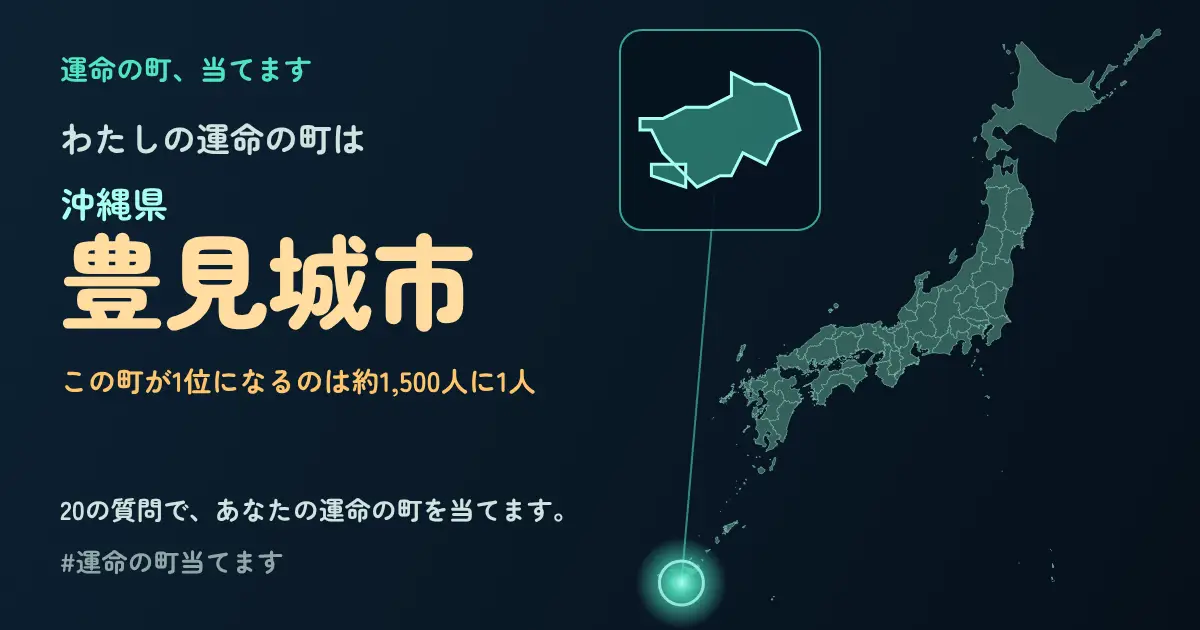 運命の町、当てます
わたしの運命の町は
沖縄県
豊見城市
この町が1位になるのは約1,500人に1人
20の質問で、あなたの運命の町を当てます。
#運命の町当てます